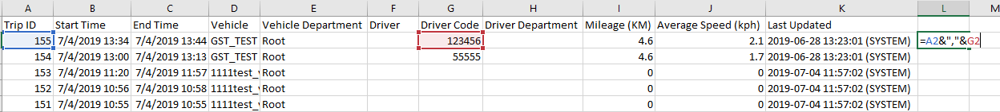 A B C D E F G H I J K L M
Trip ID Start Time End Time Vehicle Vehicle Department Driver Driver Code Driver Department Mileage (KM) Average Speed (kph) Last Updated
155 7/4/2019 13:34 7/4/2019 13:44 GST_TEST Root 123456 4.6 2.1 2019-06-28 13:23:01 (SYSTEM) =A2&","&G2
154 7/4/2019 13:00 7/4/2019 13:13 GST_TEST Root 55555 4.6 1.7 2019-06-28 13:23:01 (SYSTEM)
153 7/4/2019 11:20 7/4/2019 11:57 1111test_ Root 0 0 2019-07-04 11:57:02 (SYSTEM)
152 7/4/2019 10:56 7/4/2019 10:58 1111test_ Root 0 0 2019-07-04 11:57:02 (SYSTEM)
151 7/4/2019 10:55 7/4/2019 10:55 1111test_ Root 0 0 2019-07-04 11:57:02 (SYSTEM)